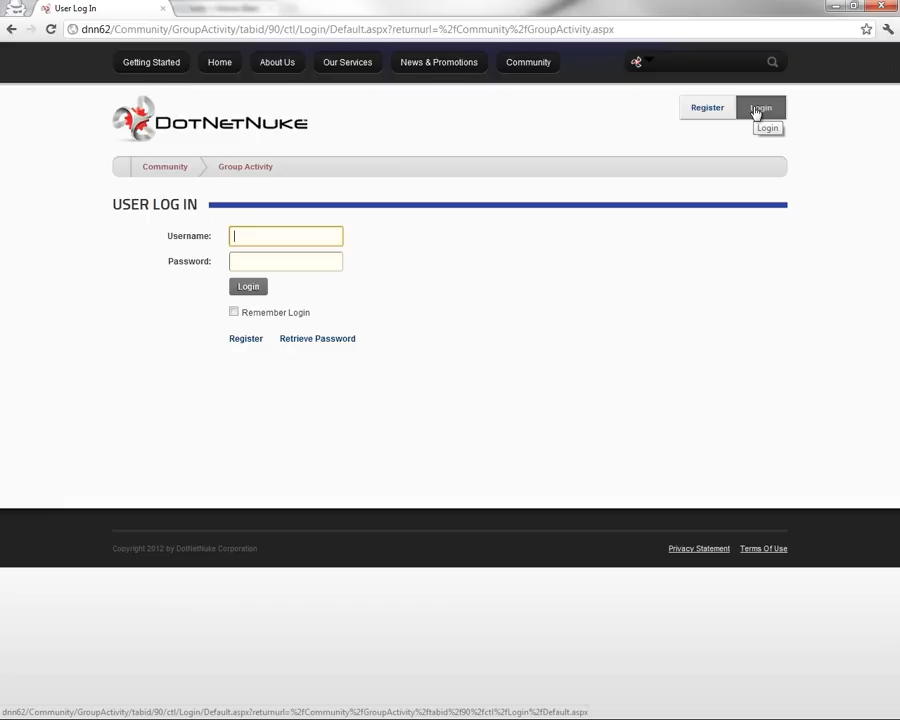 User Log In
dnn62/Community/GroupActivity/tabid/90/ctl/Login/Default.aspx?returnurl=%2fCommunity%2fGroupActivity.aspx
Getting Started Home About Us Our Services News & Promotions Community
DOTNETNUKE
Register Login
Login
Community Group Activity
USER LOG IN
Username:
Password:
Login
Remember Login
Register Retrieve Password
Copyright 2012 by DotNetNuke Corporation
Privacy Statement Terms Of Use
dnn62/Community/GroupActivity/tabid/90/ctl/Login/Default.aspx?returnurl=%2fCommunity%2fGroupActivity%2ftabid%2f90%2fctl%2fLogin%2fDefault.aspx